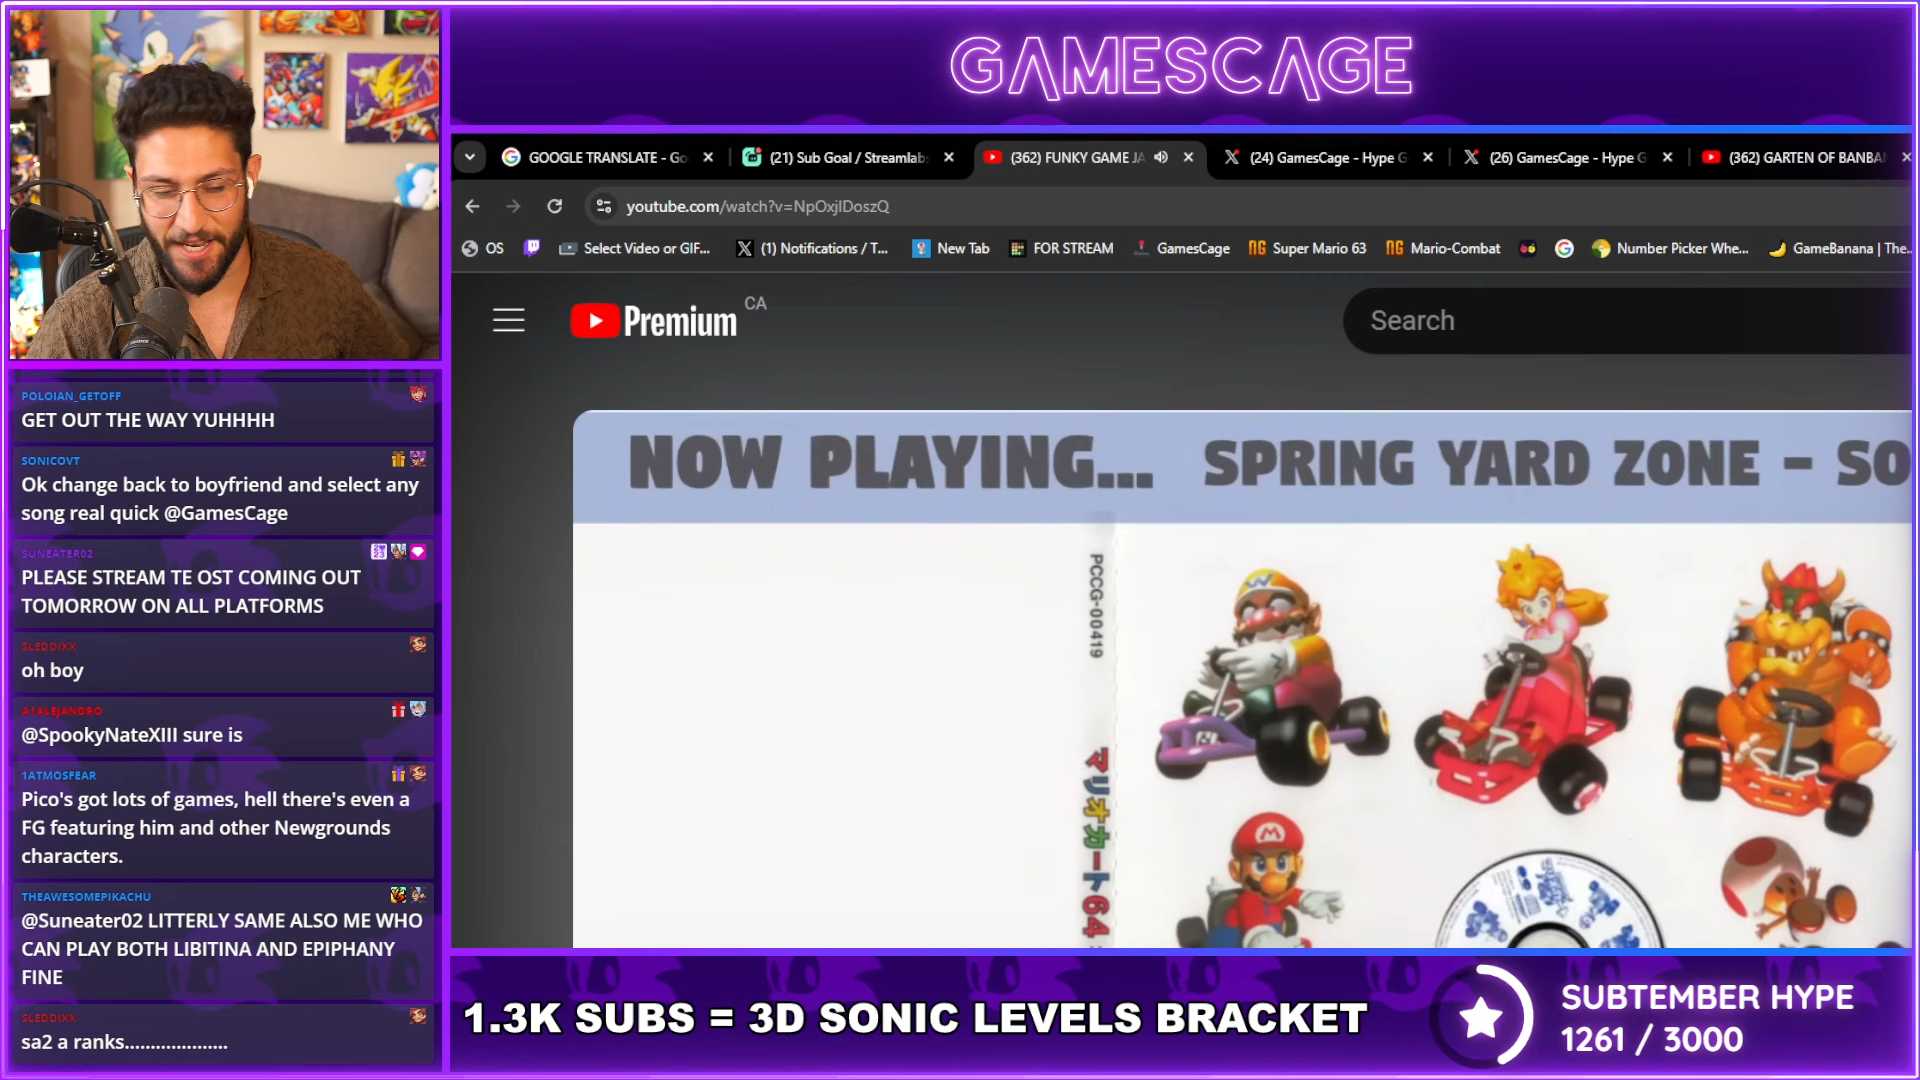 GAMESCAGE
GOOGLE TRANSLATE - Go
(21) Sub Goal / Streamlabs
(362) FUNKY GAME JA
(24) GamesCage - Hype G
(26) GamesCage - Hype G
(362) GARTEN OF BANBA
youtube.com/watch?v=NpOxjlDoszQ
OS
Select Video or GIF...
(1) Notifications / T...
New Tab
FOR STREAM
GamesCage
NG Super Mario 63
NG Mario-Combat
Number Picker Whe...
GameBanana | The...
Premium CA
Search
NOW PLAYING... SPRING YARD ZONE - SO
PCCG-00419
マリオカート64
POLOIAN_GETOFF
GET OUT THE WAY YUHHHH
SONICOVT
Ok change back to boyfriend and select any
song real quick @GamesCage
SUNEATER02
PLEASE STREAM TE OST COMING OUT
TOMORROW ON ALL PLATFORMS
SLEDDIXX
oh boy
A1ALEJANDRO
@SpookyNateXIII sure is
1ATMOSFEAR
Pico's got lots of games, hell there's even a
FG featuring him and other Newgrounds
characters.
THEAWESOMEPIKACHU
@Suneater02 LITTERLY SAME ALSO ME WHO
CAN PLAY BOTH LIBITINA AND EPIPHANY
FINE
SLEDDIXX
sa2 a ranks....................
1.3K SUBS = 3D SONIC LEVELS BRACKET
SUBTEMBER HYPE
1261 / 3000